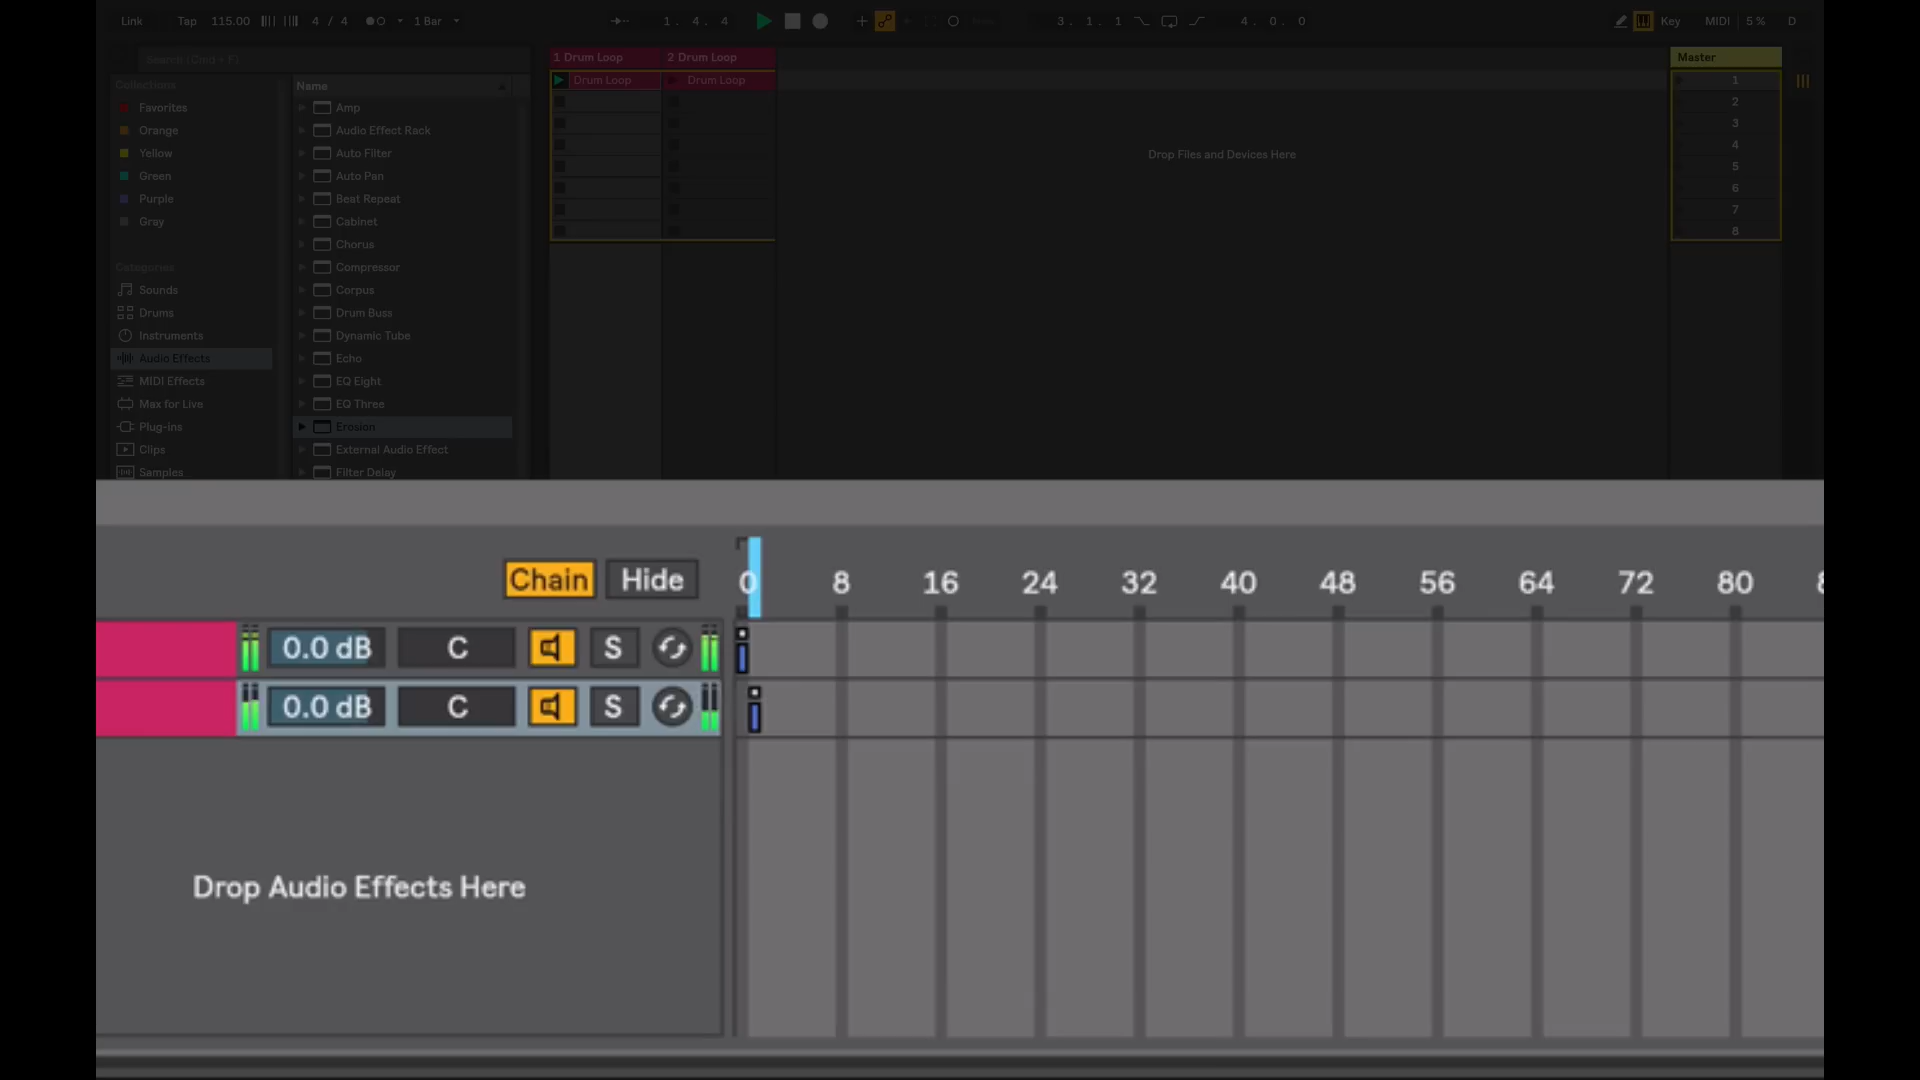 Link Tap 115.00 4 / 4 1 Bar 1. 4. 4 3. 1. 1 4. 0. 0 Key MIDI 5 % D
Search (Cmd + F)
Collections
Favorites
Orange
Yellow
Green
Purple
Gray
Categories
Sounds
Drums
Instruments
Audio Effects
MIDI Effects
Max for Live
Plug-ins
Clips
Samples
Name
Amp
Audio Effect Rack
Auto Filter
Auto Pan
Beat Repeat
Cabinet
Chorus
Compressor
Corpus
Drum Buss
Dynamic Tube
Echo
EQ Eight
EQ Three
Erosion
External Audio Effect
Filter Delay
1 Drum Loop 2 Drum Loop
Drum Loop Drum Loop
Drop Files and Devices Here
Master
1
2
3
4
5
6
7
8
Chain Hide 0 8 16 24 32 40 48 56 64 72 80
0.0 dB C S
0.0 dB C S
Drop Audio Effects Here